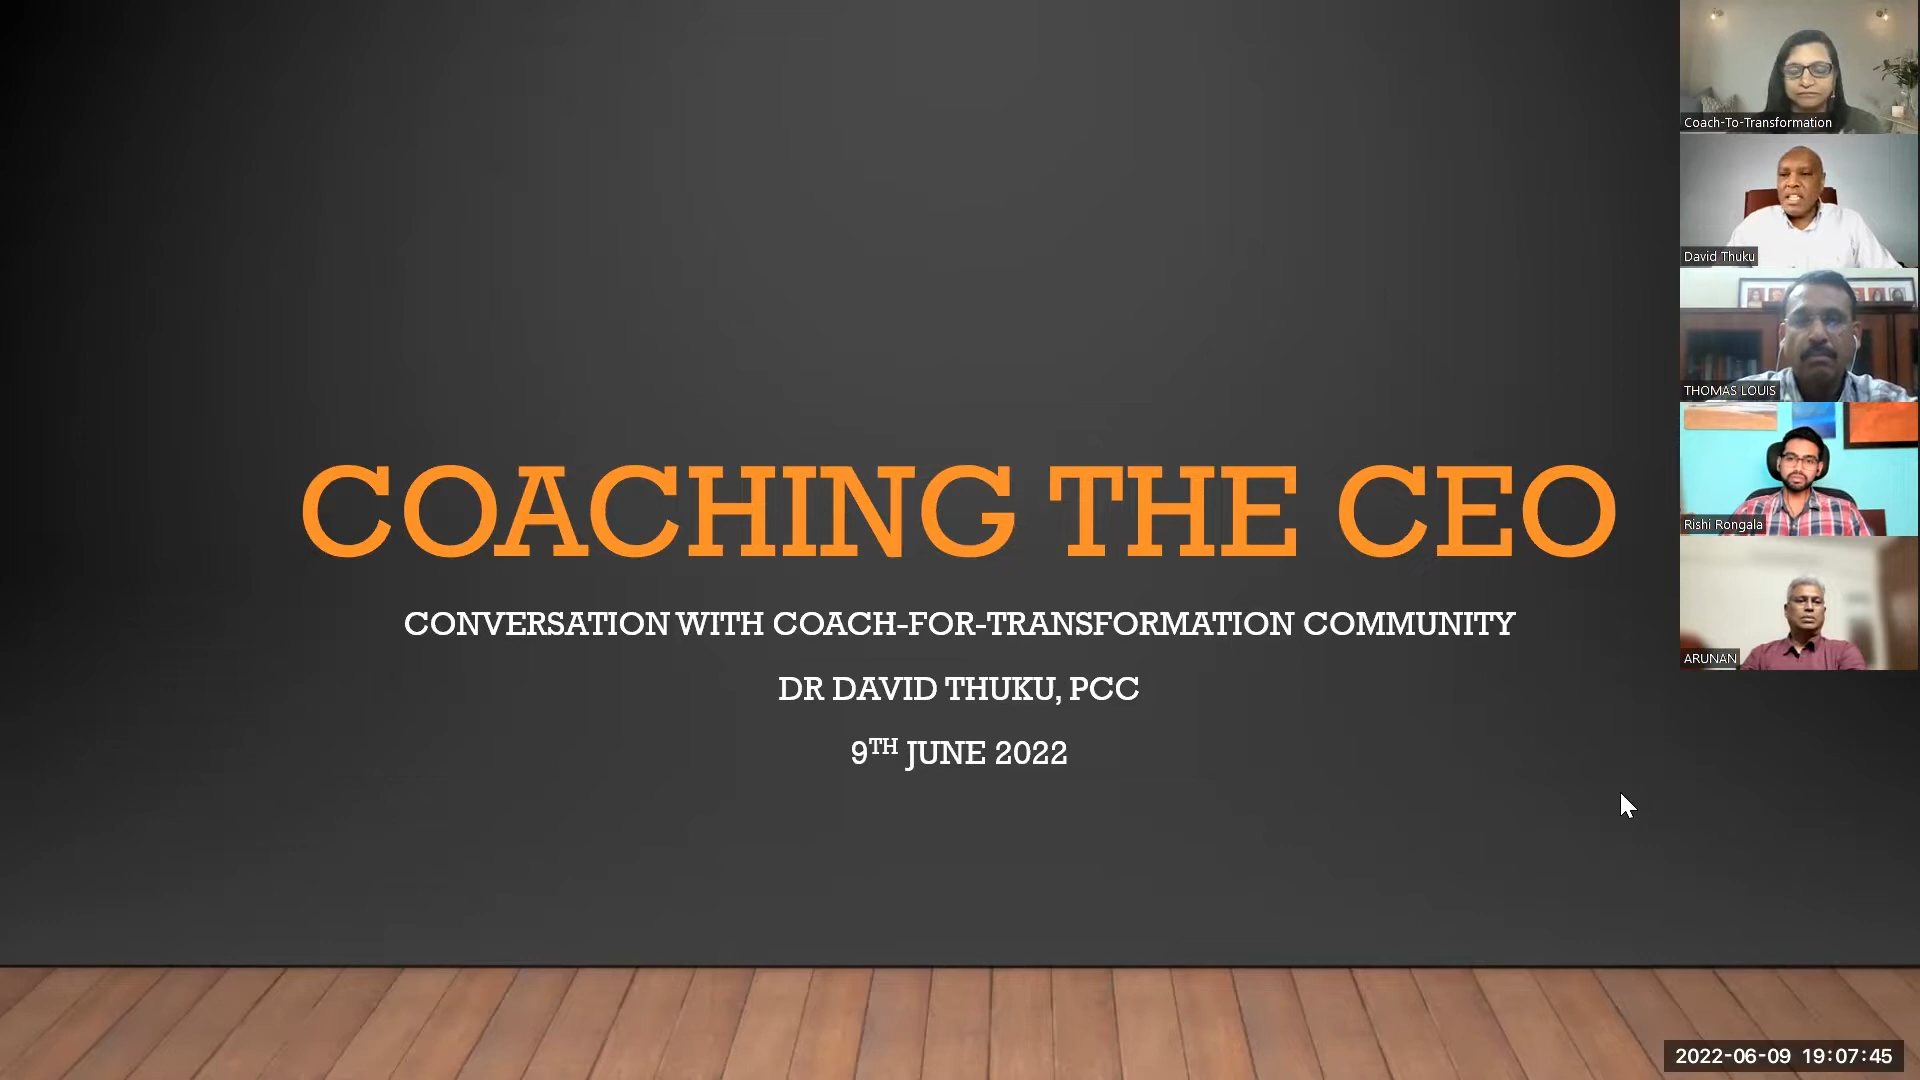 COACHING THE CEO
CONVERSATION WITH COACH-FOR-TRANSFORMATION COMMUNITY
DR DAVID THUKU, PCC
9TH JUNE 2022
Coach-To-Transformation
David Thuku
THOMAS LOUIS
Rishi Rongala
ARUNAN
2022-06-09 19:07:45